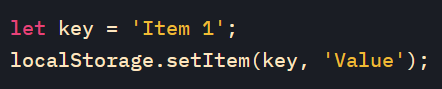 let key = 'Item 1';
localStorage.setItem(key, 'Value');